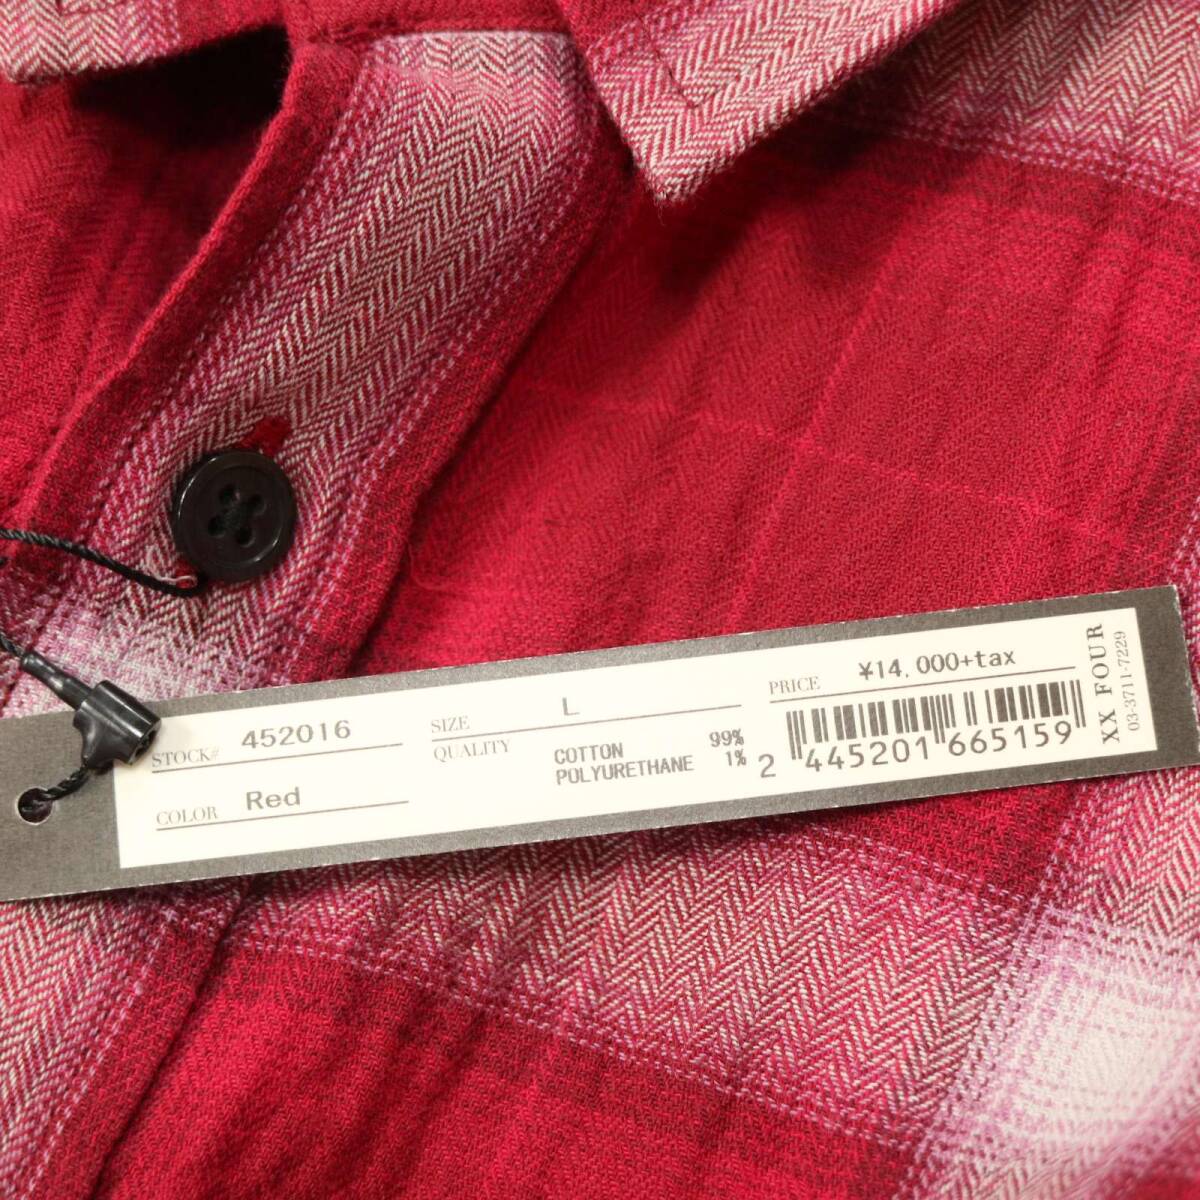 STOCK# 452016
COLOR Red
SIZE L
QUALITY COTTON 99%
POLYURETHANE 1%
PRICE ¥14,000+tax
2 445201 665159
XX FOUR
03-3711-7229